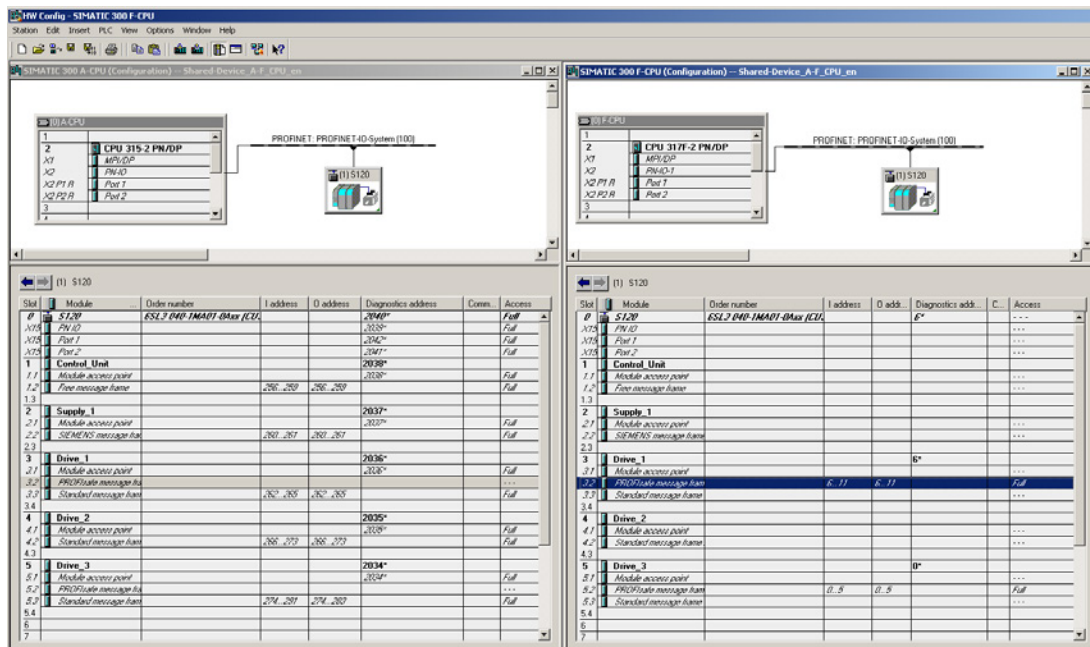 HW Config - SIMATIC 300 F-CPU
Station Edit Insert PLC View Options Window Help
SIMATIC 300 A-CPU (Configuration) -- Shared-Device_A-F_CPU_en
(0) A-CPU
1
2 CPU 315-2 PN/DP
X1 MPI/DP
X2 PN-IO
X2 P1 R Port 1
X2 P2 R Port 2
3
PROFINET: PROFINET-IO-System (100)
(1) S120
(1) S120
Slot Module ... Order number I address O address Diagnostics address Comm... Access
0 S120 2040* Full
X15 PN-IO 2039*
X15 Port 1 2042*
X15 Port 2 2041*
1 Control_Unit 2038*
1.1 Module access point 2038* Full
1.2 Free message frame 256...259 256...259 Full
1.3
2 Supply_1 2037*
2.1 Module access point 2037* Full
2.2 SIEMENS message fra 260...261 260...261 Full
2.3
3 Drive_1 2036*
3.1 Module access point 2036* Full
3.2 PROFIsafe message fra ---
3.3 Standard message fram 262...265 262...265 Full
3.4
4 Drive_2 2035*
4.1 Module access point 2035* Full
4.2 Standard message fram 266...273 266...273 Full
4.3
5 Drive_3 2034*
5.1 Module access point 2034* Full
5.2 PROFIsafe message fra ---
5.3 Standard message fram 274...291 274...283 Full
5.4
6
7
SIMATIC 300 F-CPU (Configuration) -- Shared-Device_A-F_CPU_en
(0) F-CPU
1
2 CPU 317F-2 PN/DP
X1 MPI/DP
X2 PN-IO-1
X2 P1 R Port 1
X2 P2 R Port 2
3
PROFINET: PROFINET-IO-System (100)
(1) S120
(1) S120
Slot Module Order number I address O addr... Diagnostics addr... C... Access
0 S120 6* ---
X15 PN-IO ---
X15 Port 1 ---
X15 Port 2 ---
1 Control_Unit
1.1 Module access point ---
1.2 Free message frame ---
1.3
2 Supply_1
2.1 Module access point ---
2.2 SIEMENS message fram ---
2.3
3 Drive_1 6*
3.1 Module access point ---
3.2 PROFIsafe message fram 6...11 6...11 Full
3.3 Standard message frame ---
3.4
4 Drive_2
4.1 Module access point ---
4.2 Standard message frame ---
4.3
5 Drive_3 0*
5.1 Module access point ---
5.2 PROFIsafe message fram 0...5 0...5 Full
5.3 Standard message frame ---
5.4
6
7